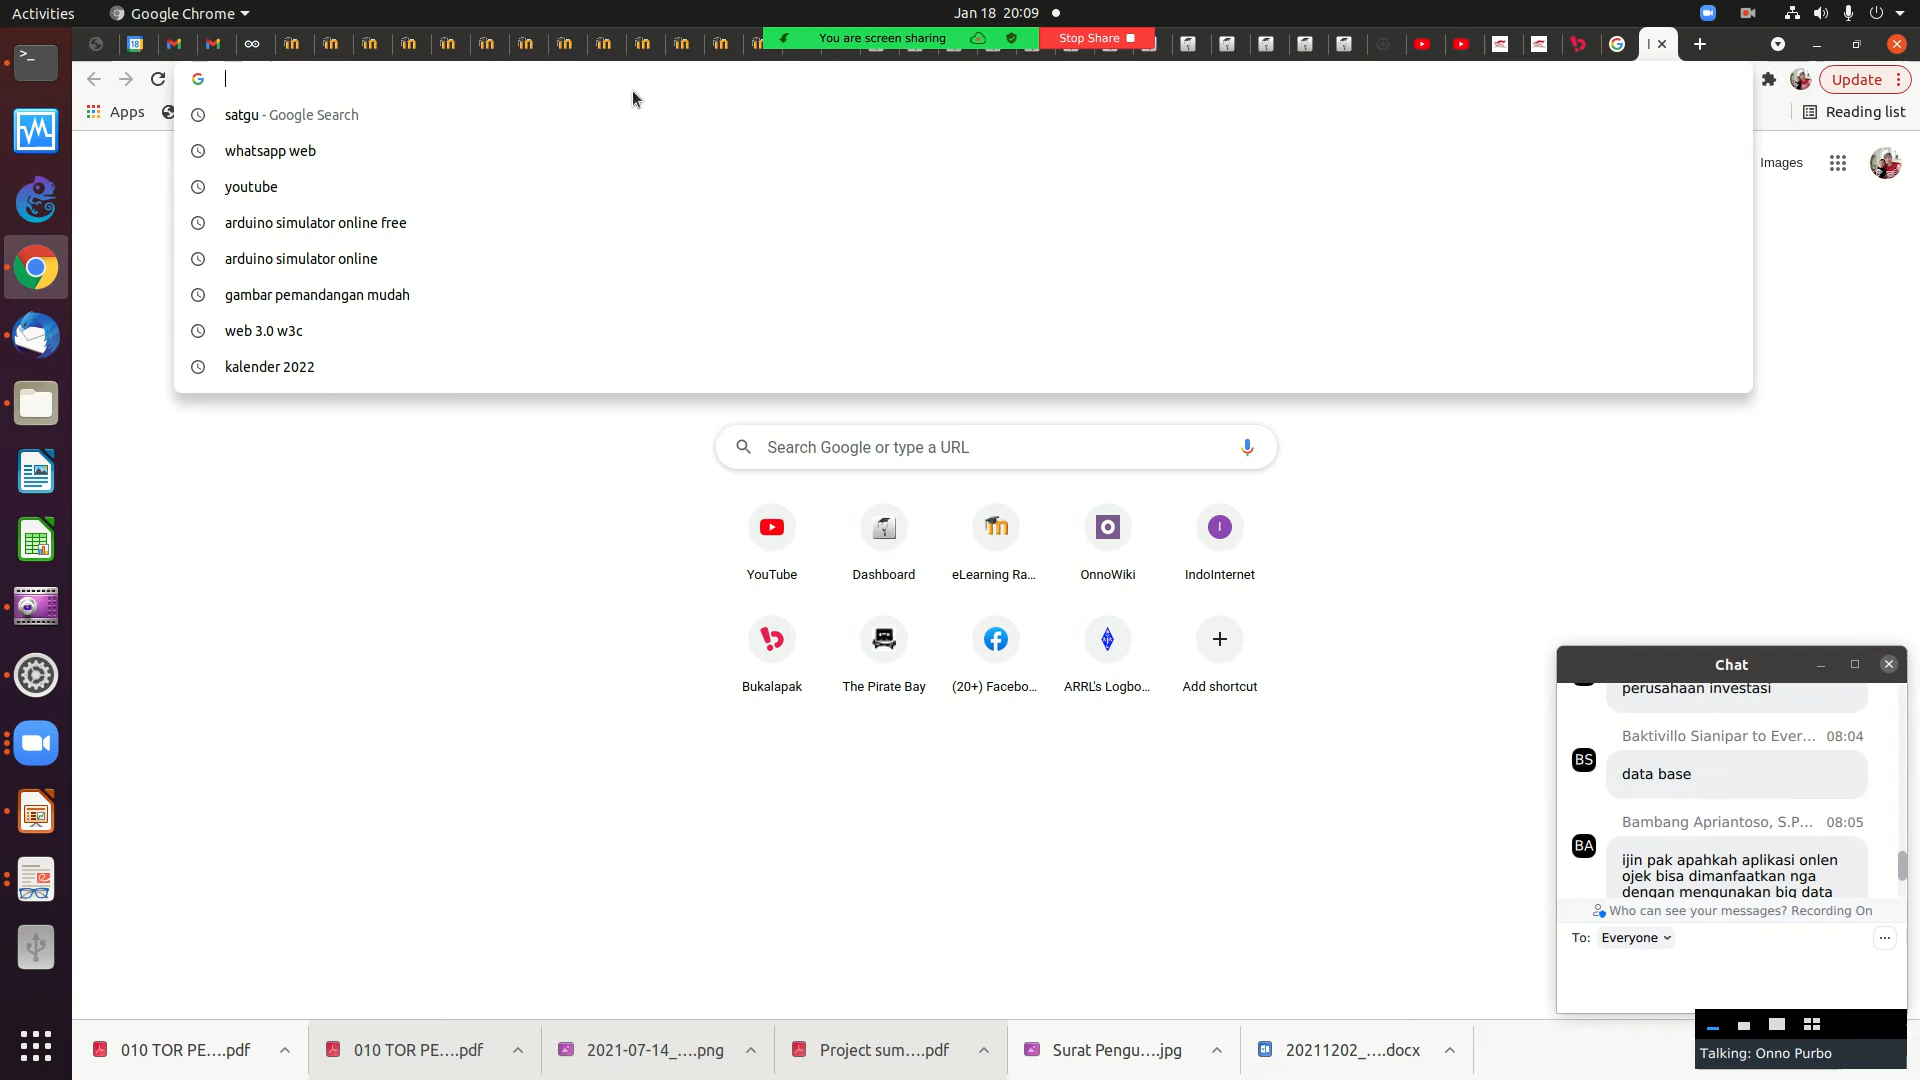 Activities
Google Chrome
Jan 18 20:09
You are screen sharing
Stop Share
Update
Apps
Reading list
satgu - Google Search
whatsapp web
youtube
arduino simulator online free
arduino simulator online
gambar pemandangan mudah
web 3.0 w3c
kalender 2022
Images
Search Google or type a URL
YouTube
Dashboard
eLearning Ra...
OnnoWiki
IndoInternet
Bukalapak
The Pirate Bay
(20+) Facebo...
ARRL's Logbo...
Add shortcut
Chat
perusahaan investasi
Baktivillo Sianipar to Ever... 08:04
BS
data base
Bambang Apriantoso, S.P... 08:05
BA
ijin pak apahkah aplikasi onlen
ojek bisa dimanfaatkan nga
dengan mengunakan big data
Who can see your messages? Recording On
To: Everyone
Talking: Onno Purbo
010 TOR PE....pdf
010 TOR PE....pdf
2021-07-14_....png
Project sum....pdf
Surat Pengu....jpg
20211202_....docx